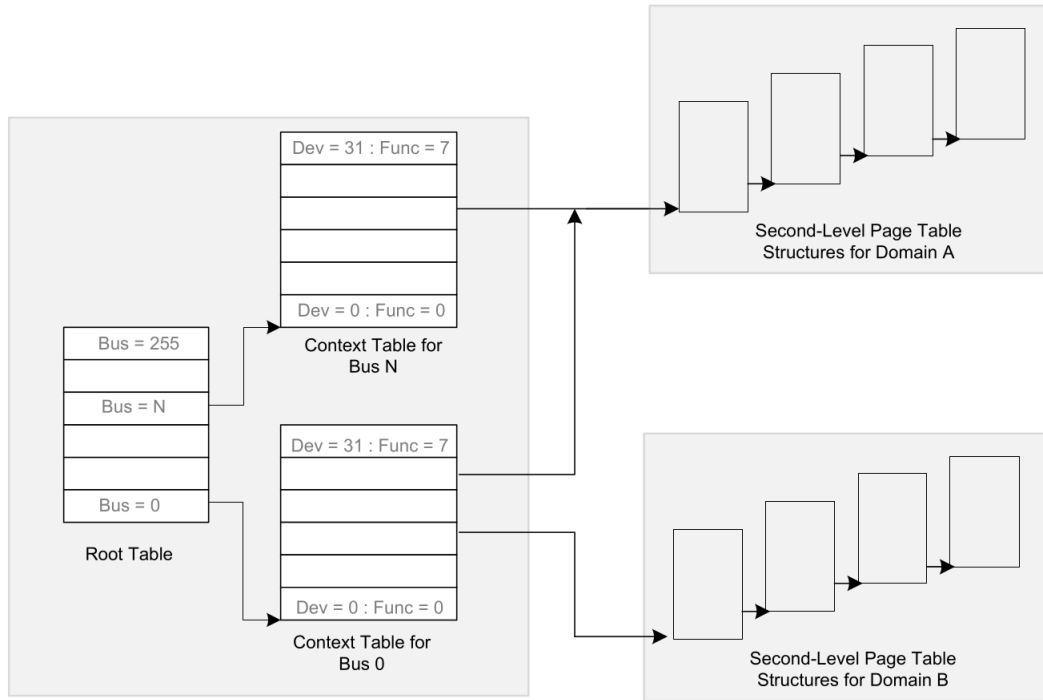 Dev = 31 : Func = 7
Dev = 0 : Func = 0
Context Table for
Bus N
Bus = 255
Bus = N
Bus = 0
Root Table
Dev = 31 : Func = 7
Dev = 0 : Func = 0
Context Table for
Bus 0
Second-Level Page Table
Structures for Domain A
Second-Level Page Table
Structures for Domain B